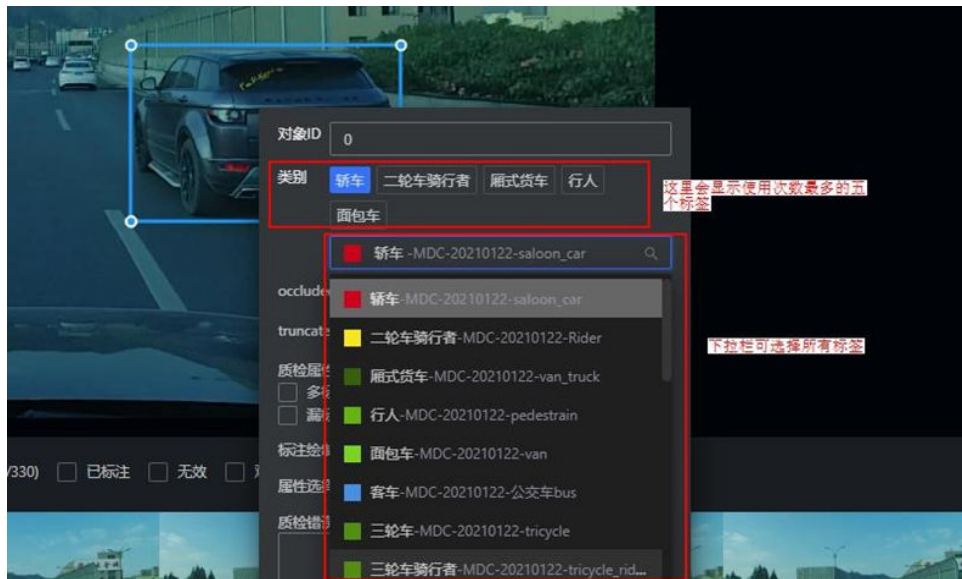 对象ID 0
类别 轿车 二轮车骑行者 厢式货车 行人
面包车
这里会显示使用次数最多的五
个标签
轿车 -MDC-20210122-saloon_car
occlude
轿车-MDC-20210122-saloon_car
truncate
二轮车骑行者-MDC-20210122-Rider
下拉栏可选择所有标签
质检属
厢式货车-MDC-20210122-van_truck
行人-MDC-20210122-pedestrain
标注绘
面包车-MDC-20210122-van
/330) 已标注 无效
属性选
客车-MDC-20210122-公交车bus
质检错
三轮车-MDC-20210122-tricycle
三轮车骑行者-MDC-20210122-tricycle_rid...